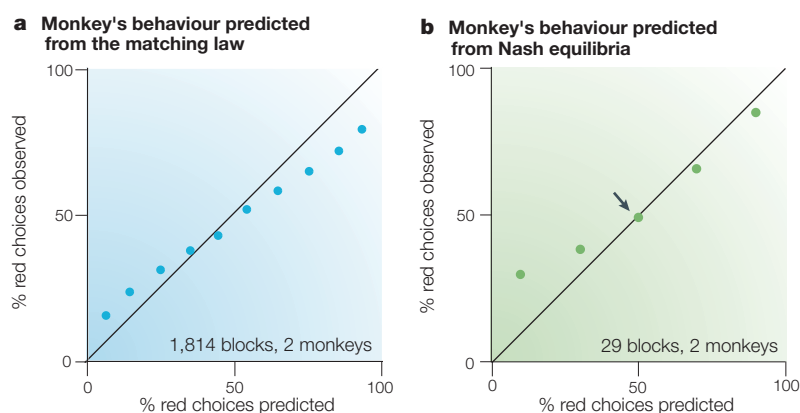 a Monkey's behaviour predicted
from the matching law
100
50
0
% red choices observed
1,814 blocks, 2 monkeys
0
50
100
% red choices predicted
b Monkey's behaviour predicted
from Nash equilibria
100
50
0
% red choices observed
29 blocks, 2 monkeys
0
50
100
% red choices predicted